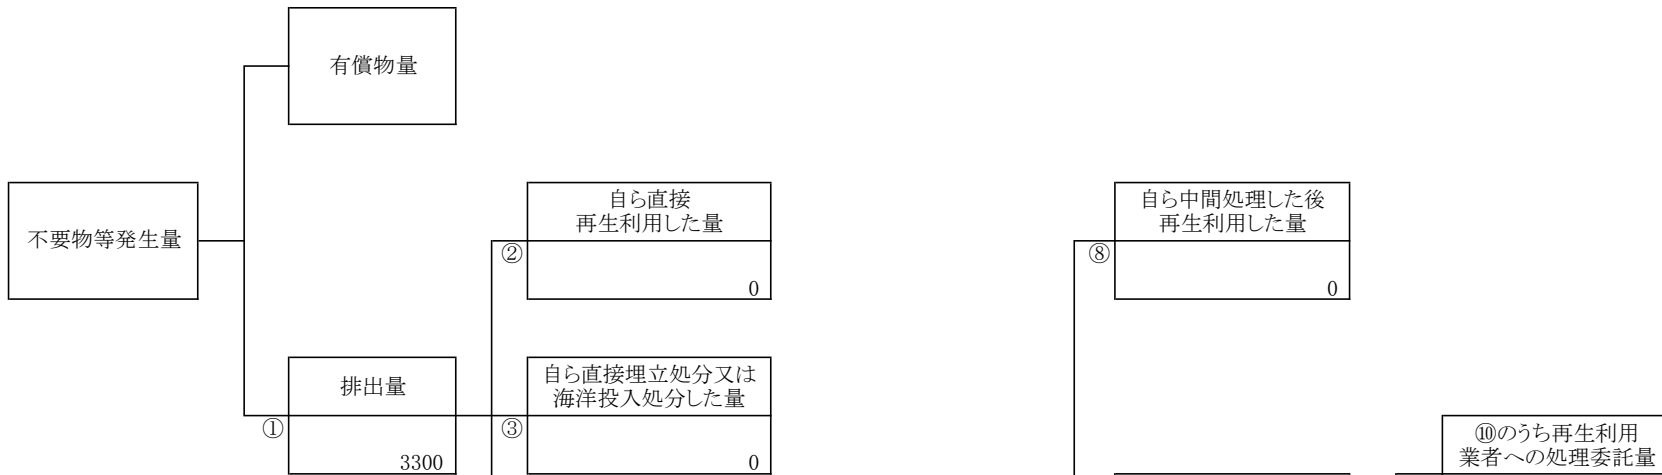 有償物量
不要物等発生量
自ら直接
再生利用した量
②
0
自ら中間処理した後
再生利用した量
⑧
0
排出量
①
3300
自ら直接埋立処分又は
海洋投入処分した量
③
0
⑩のうち再生利用
業者への処理委託量